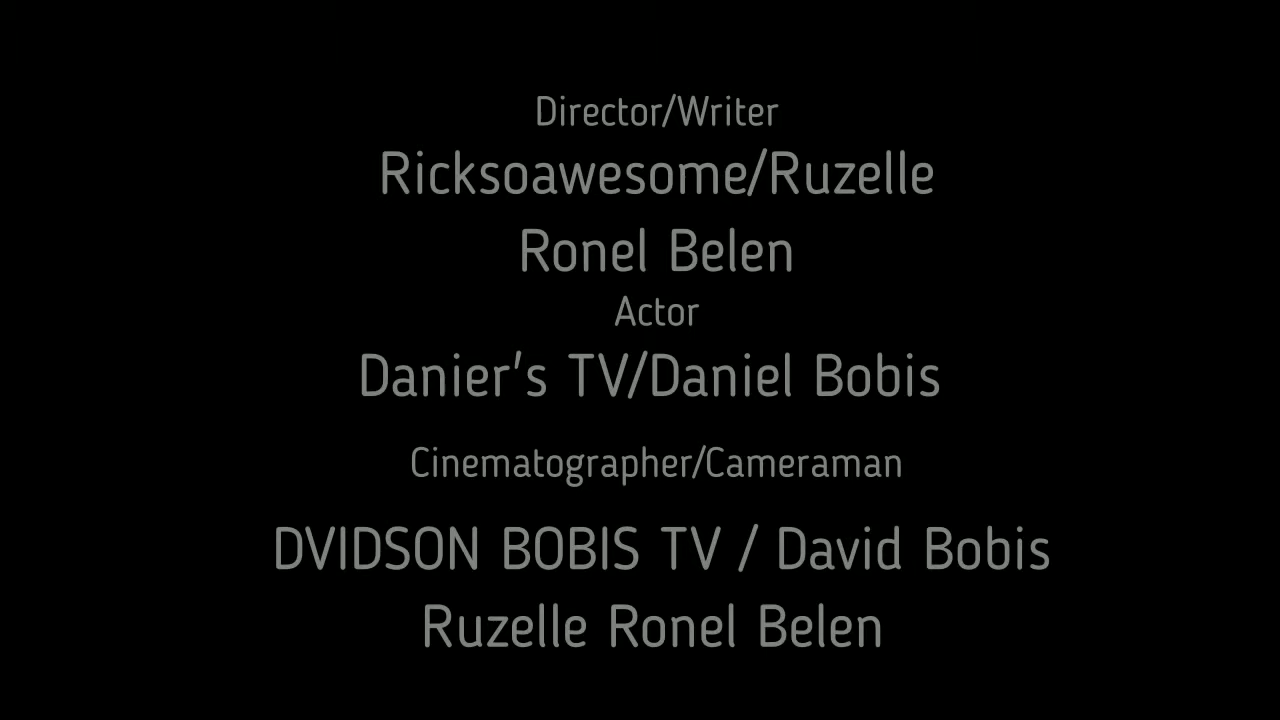 Director/Writer
Ricksoawesome/Ruzelle
Ronel Belen
Actor
Danier's TV/Daniel Bobis
Cinematographer/Cameraman
DVIDSON BOBIS TV / David Bobis
Ruzelle Ronel Belen